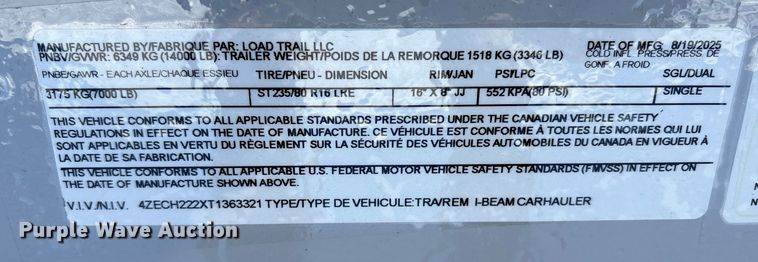 MANUFACTURED BY/FABRIQUE PAR: LOAD TRAIL LLC DATE OF MFG 8/19/2025
PNBV/GVWR: 6349 KG (14000 LB): TRAILER WEIGHT/POIDS DE LA REMORQUE 1518 KG (3346 LB) COLD INFL PRESS/PRESS DE
GONF. A FROID
PNBE/GAWR - EACH AXLE/CHAQUE ESSIEU TIRE/PNEU - DIMENSION RIM/JAN PSI/LPC SGL/DUAL
3175 KG(7000 LB) ST235/80 R16 LRE 16" X 8" JJ 552 KPA(80 PSI) SINGLE
THIS VEHICLE CONFORMS TO ALL APPLICABLE STANDARDS PRESCRIBED UNDER THE CANADIAN VEHICLE SAFETY
REGULATIONS IN EFFECT ON THE DATE OF MANUFACTURE. CE VÉHICULE EST CONFORME À TOUTES LES NORMES QUI LUI
SONT APPLICABLES EN VERTU DU RÈGLEMENT SUR LA SÉCURITÉ DES VÉHICULES AUTOMOBILES DU CANADA EN VIGUEUR À
LA DATE DE SA FABRICATION.
THIS VEHICLE CONFORMS TO ALL APPLICABLE U.S. FEDERAL MOTOR VEHICLE SAFETY STANDARDS (FMVSS) IN EFFECT ON
THE DATE OF MANUFACTURE SHOWN ABOVE.
V.I.V./N.I.V. 4ZECH222XT1363321 TYPE/TYPE DE VEHICULE: TRA/REM I-BEAM CARHAULER
Purple Wave Auction